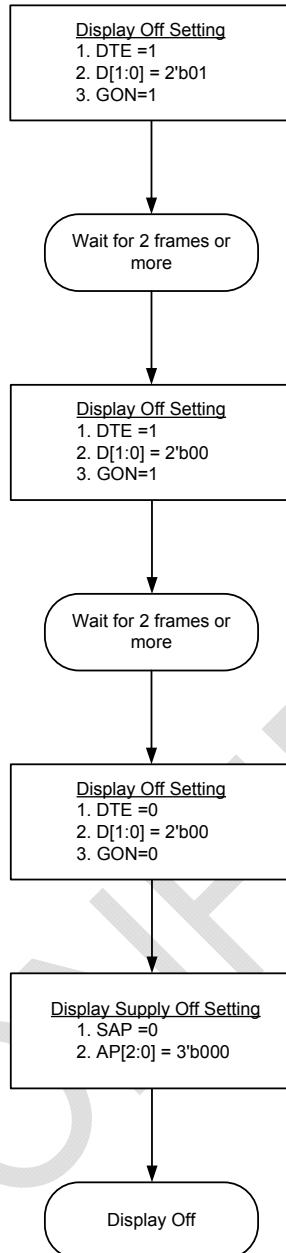 Display Off Setting
1. DTE =1
2. D[1:0] = 2'b01
3. GON=1
Wait for 2 frames or
more
Display Off Setting
1. DTE =1
2. D[1:0] = 2'b00
3. GON=1
Wait for 2 frames or
more
Display Off Setting
1. DTE=0
2. D[1:0] = 2'b00
3. GON=0
Display Supply Off Setting
1. SAP =0
2. AP[2:0] = 3'b000
Display Off